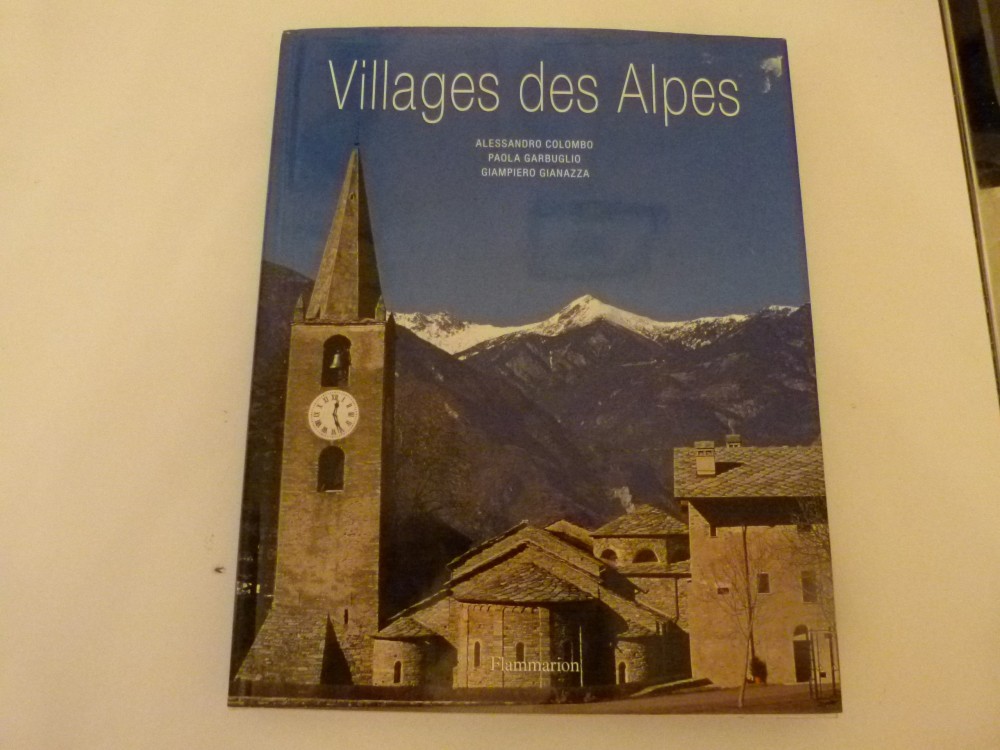 Villages des Alpes
ALESSANDRO COLOMBO
PAOLA GARBUGLIO
GIAMPIERO GIANAZZA
Flammarion